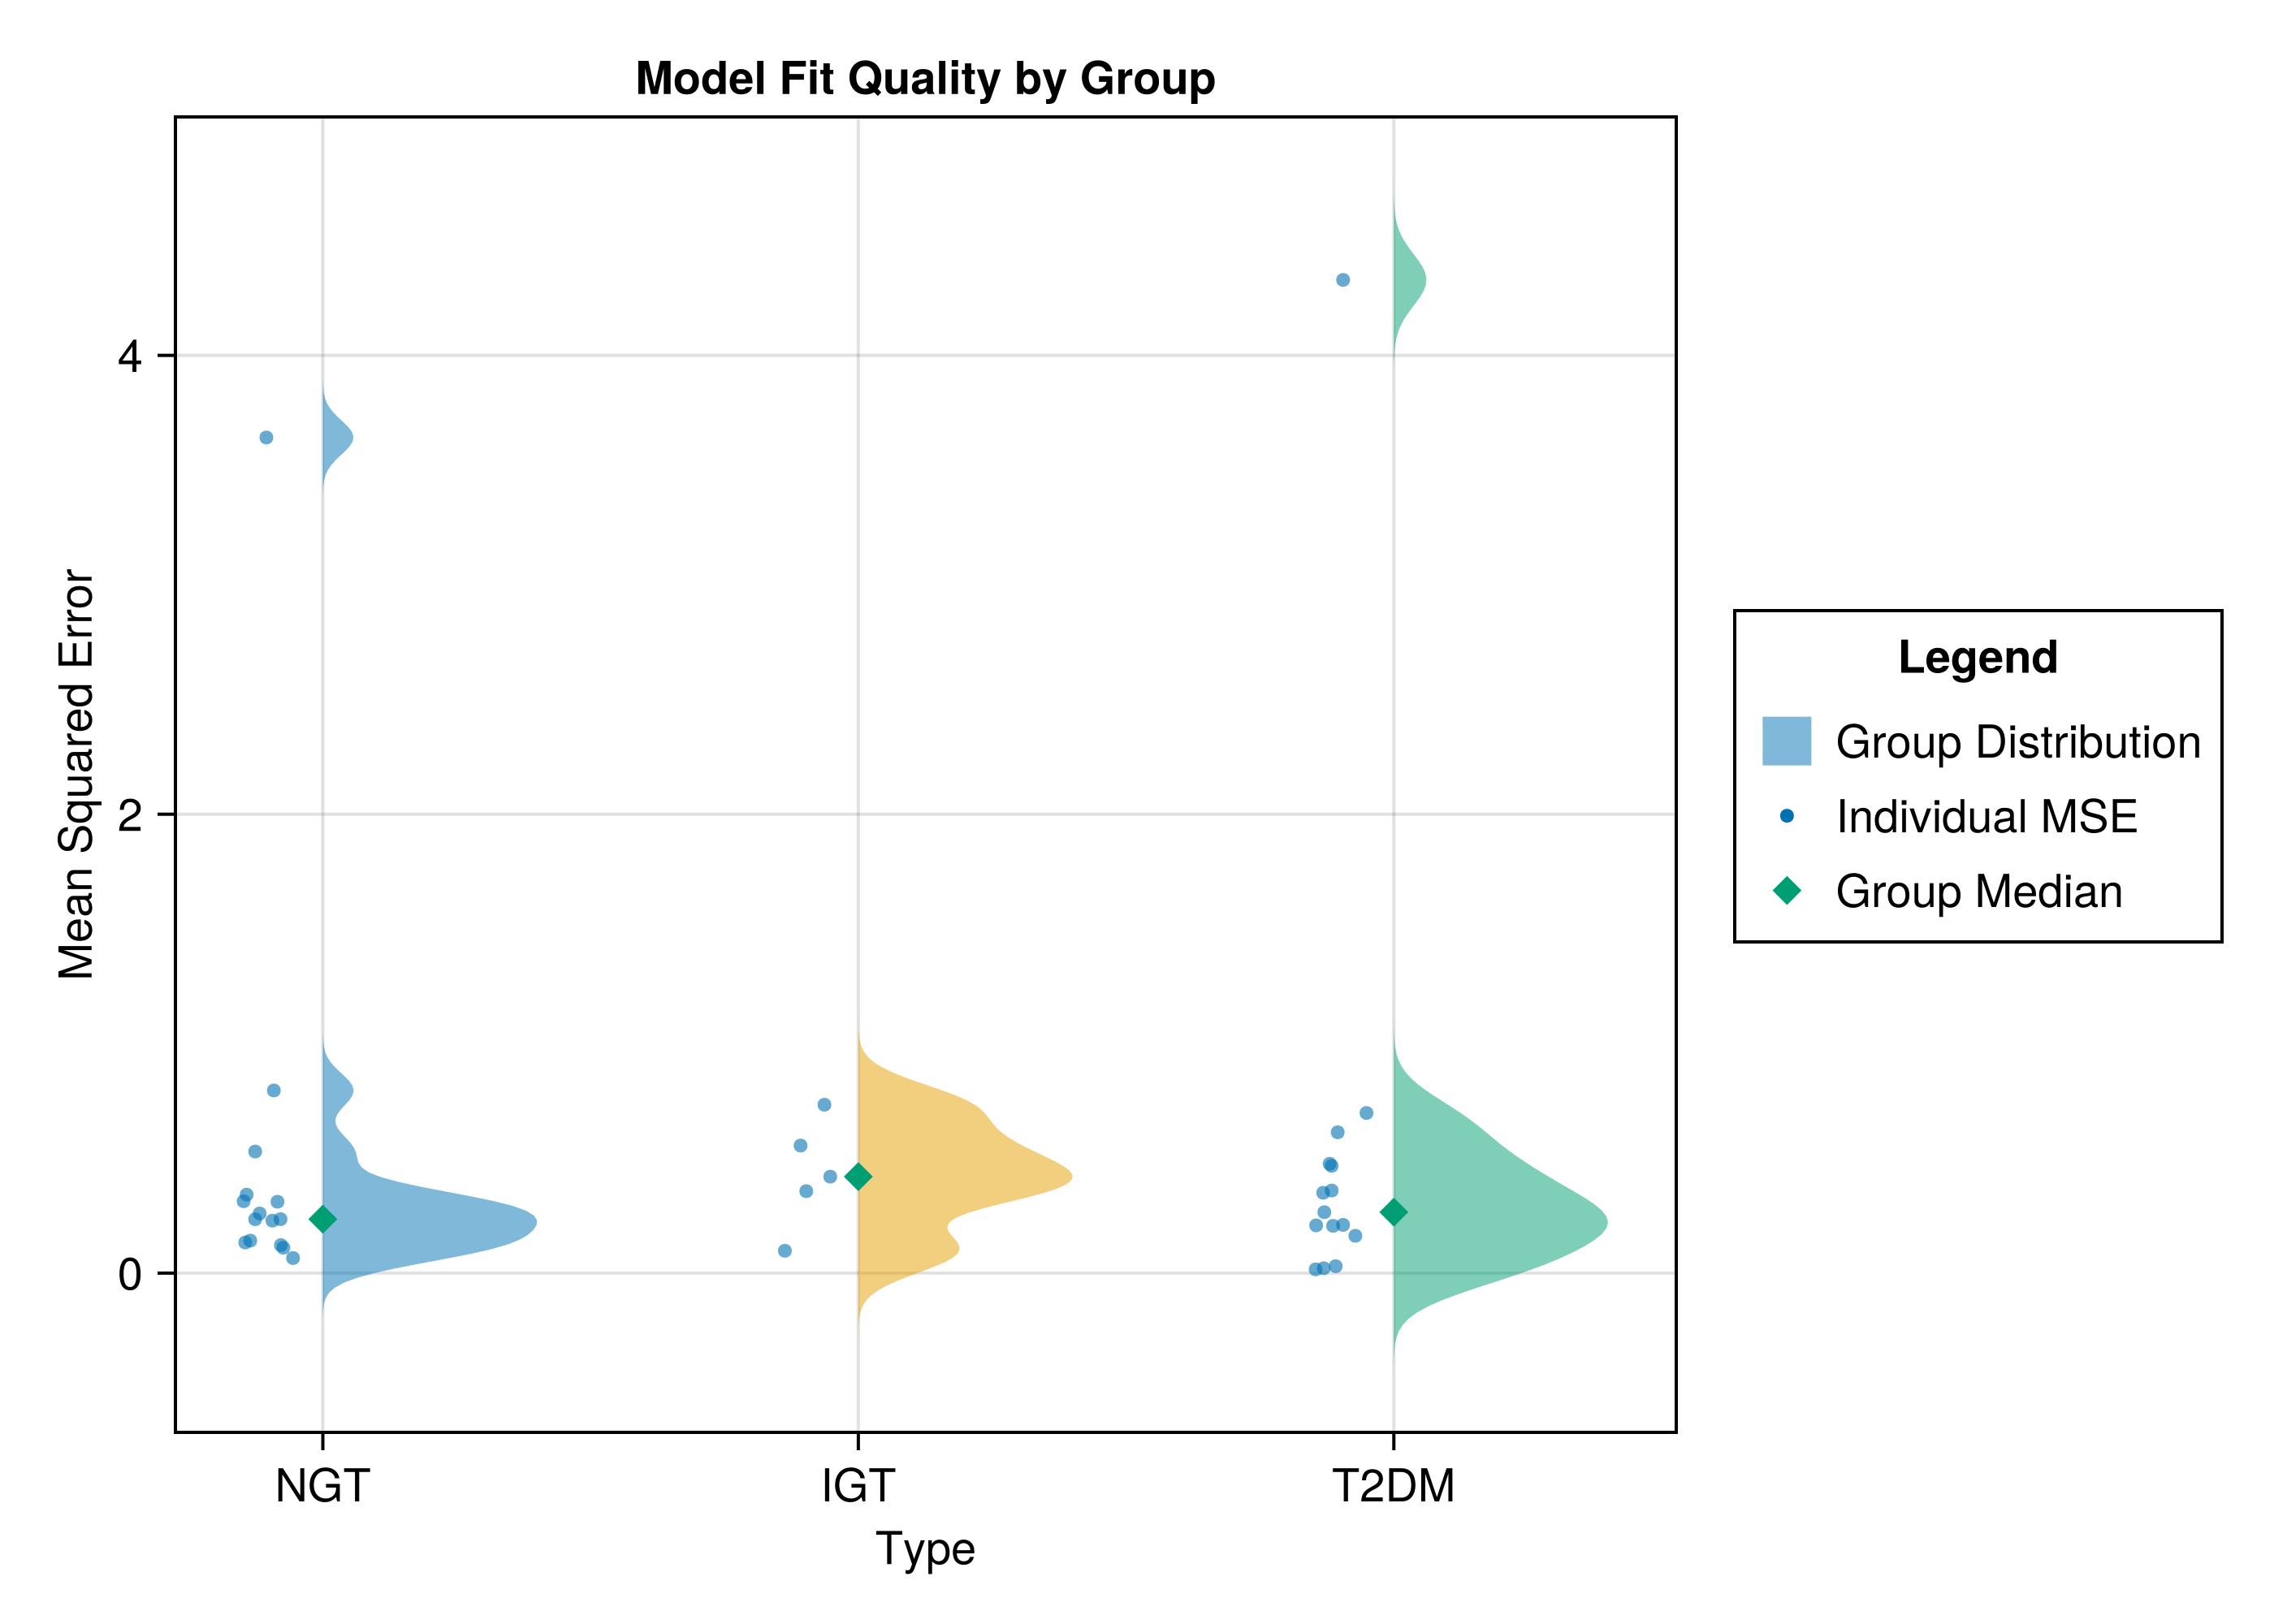 Model Fit Quality by Group
Mean Squared Error
4
2
0
NGT
IGT
T2DM
Type
Legend
Group Distribution
Individual MSE
Group Median